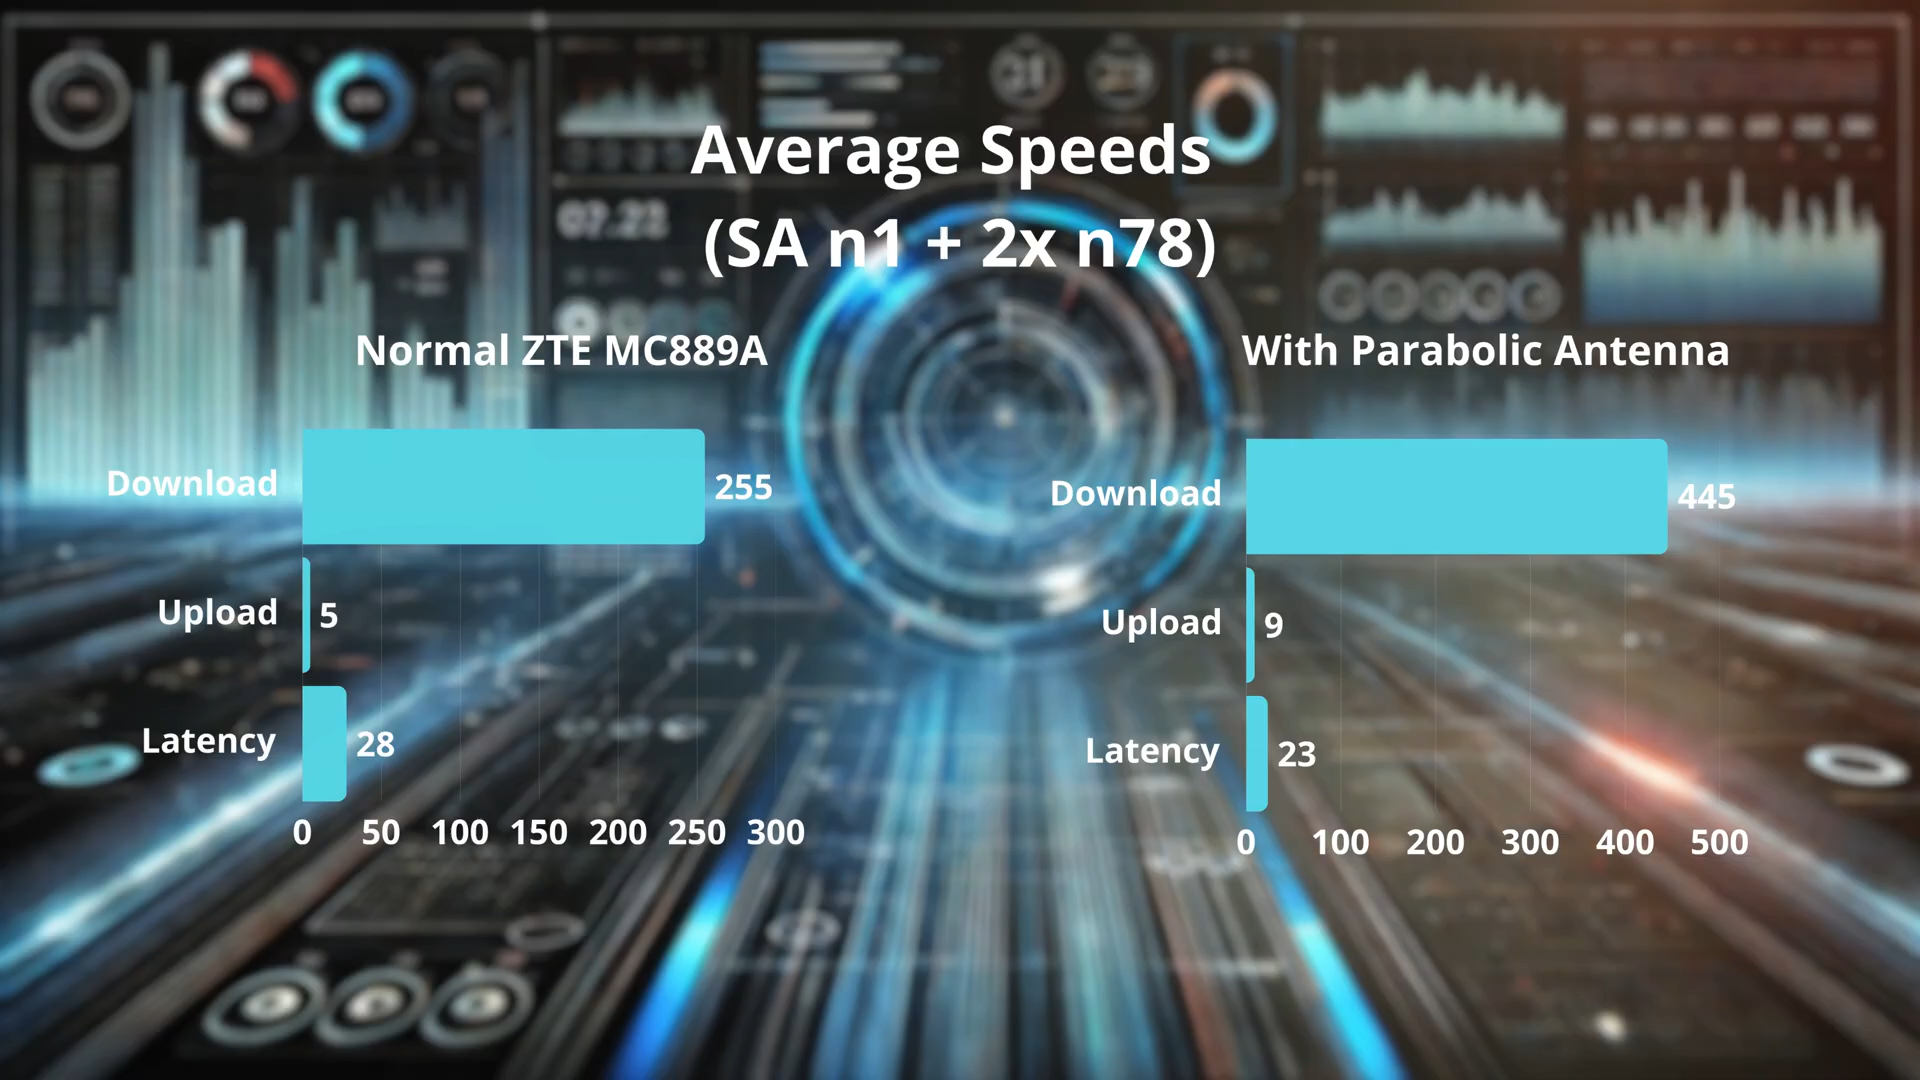 Average Speeds
(SA n1 + 2x n78)
Normal ZTE MC889A
Download
255
Upload
5
Latency
28
0 50 100 150 200 250 300
With Parabolic Antenna
Download
445
Upload
9
Latency
23
0 100 200 300 400 500